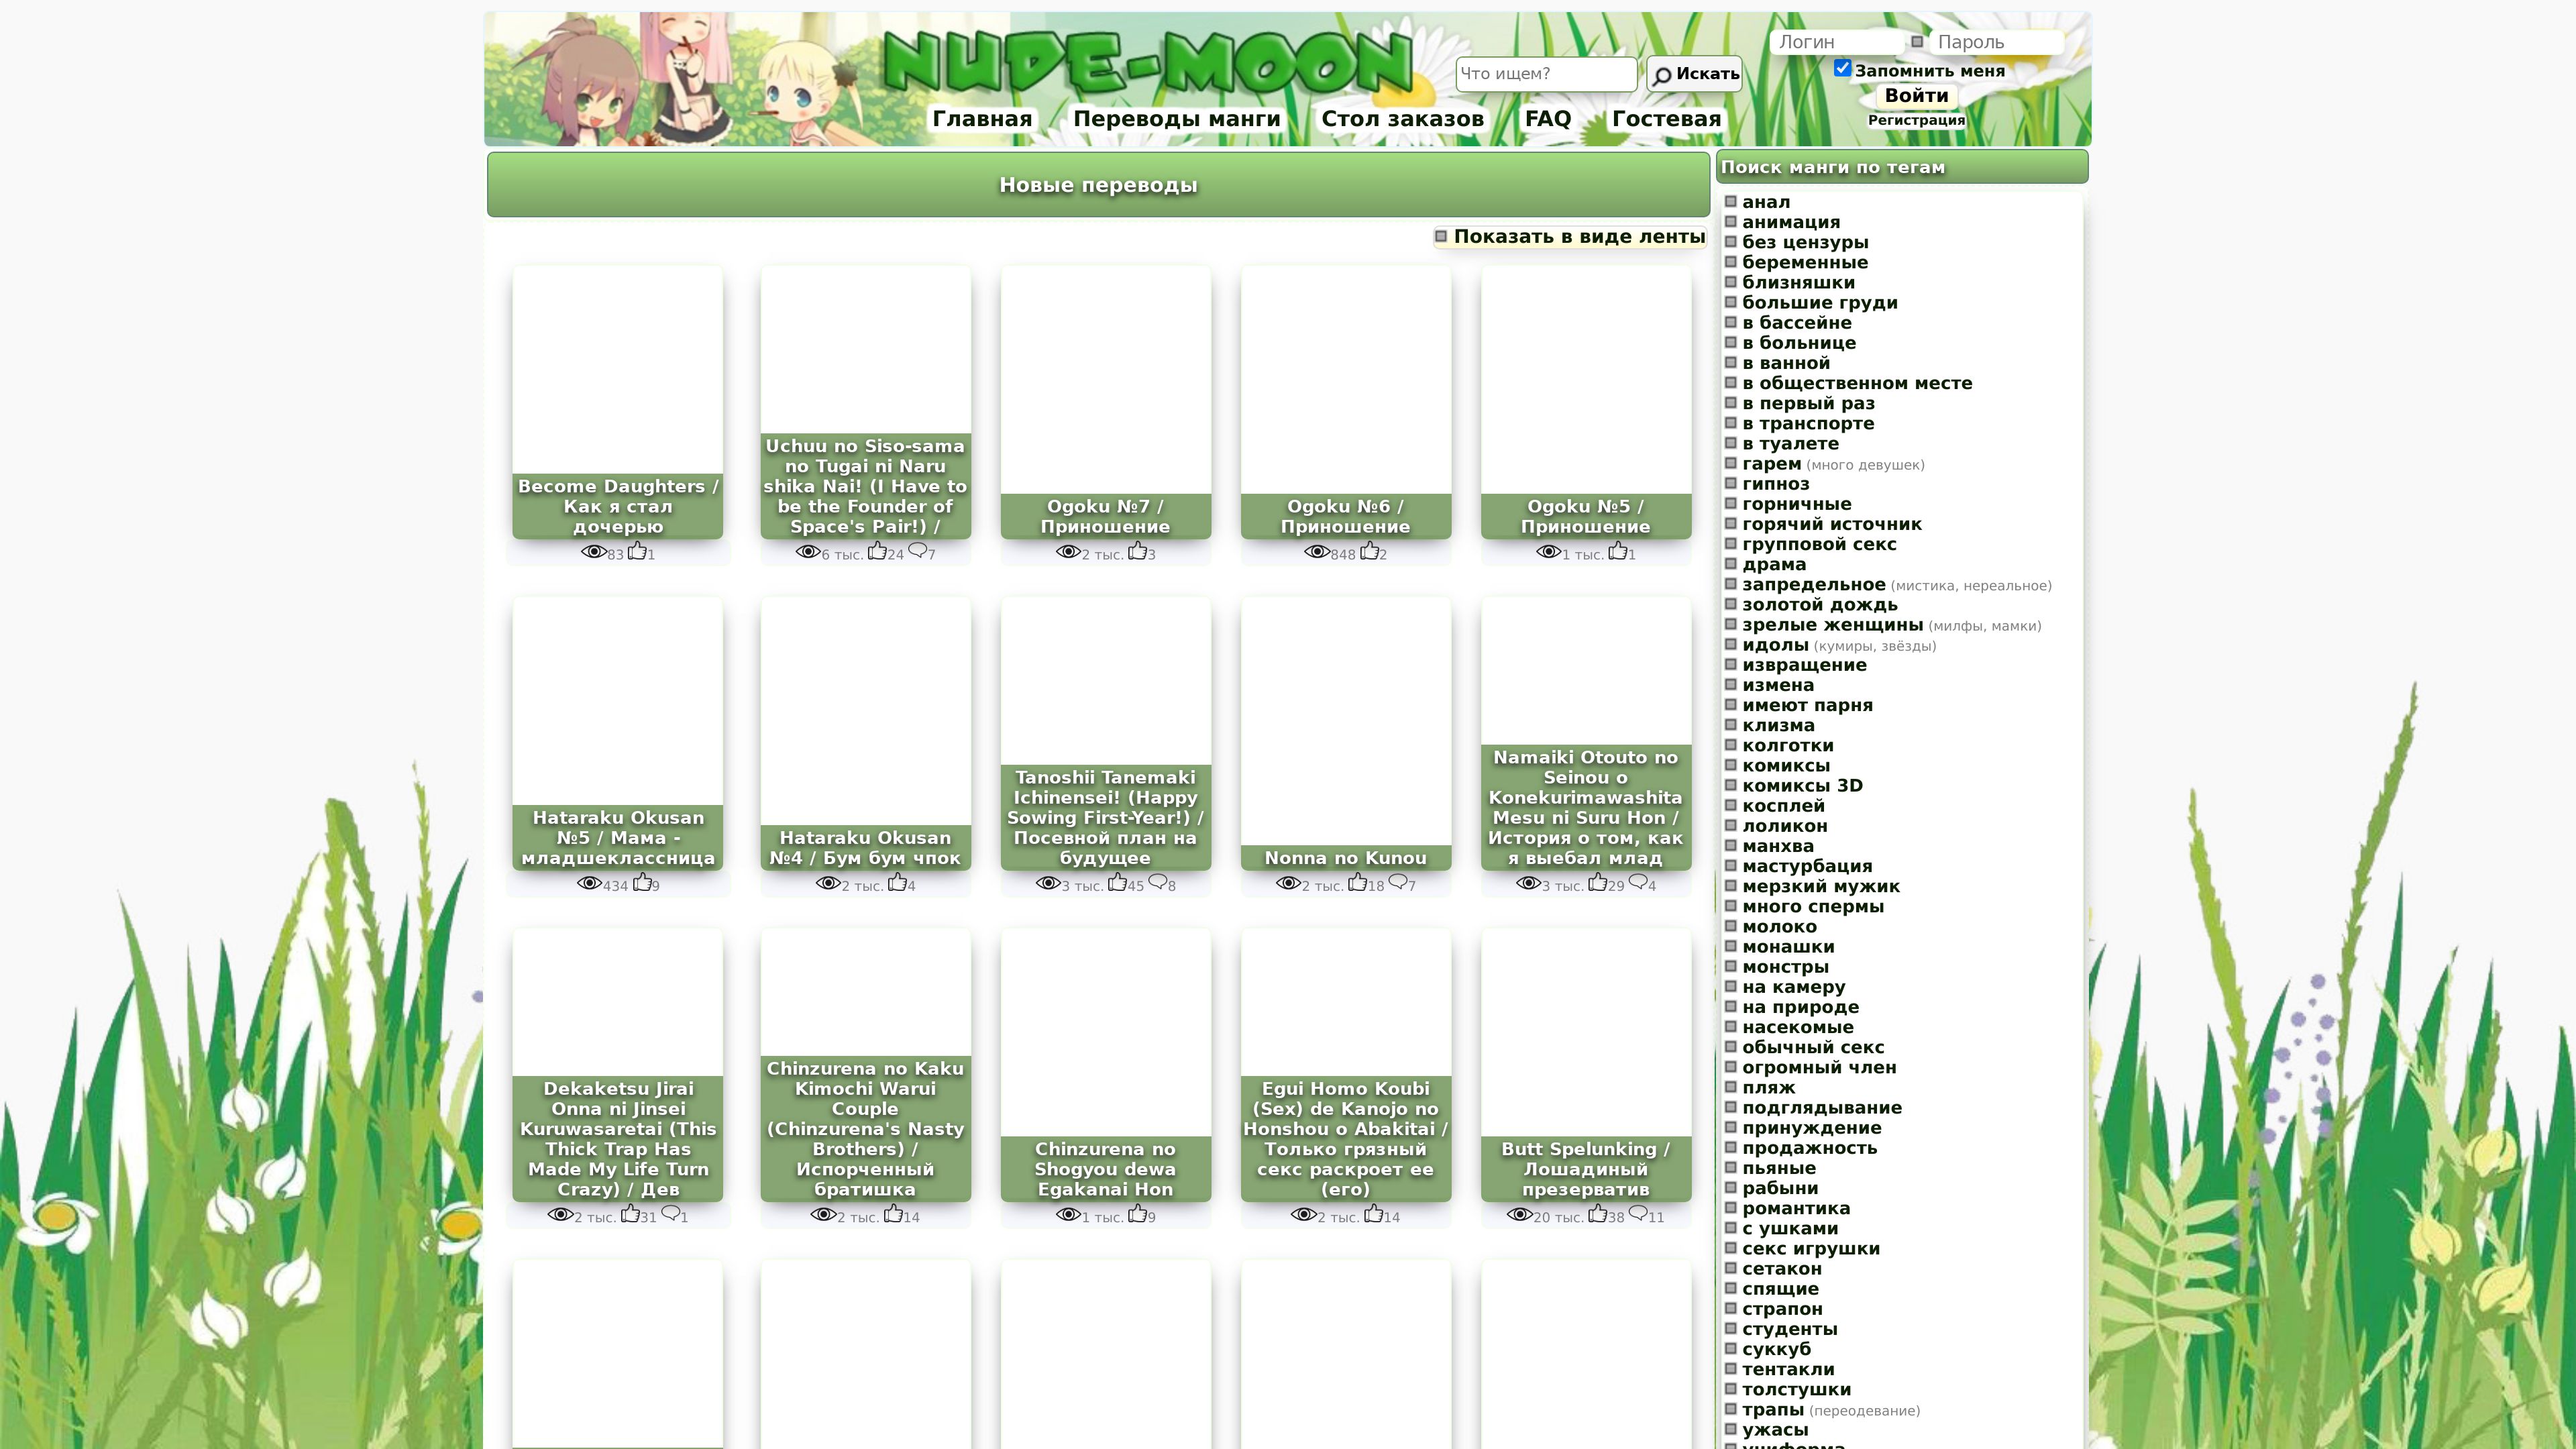 NUDE-MOON
Что ищем?
Искать
Логин
Пароль
Запомнить меня
Войти
Регистрация
Главная
Переводы манги
Стол заказов
FAQ
Гостевая
Новые переводы
Показать в виде ленты
Become Daughters /
Как я стал
дочерью
83 1
Uchuu no Siso-sama
no Tugai ni Naru
shika Nai! (I Have to
be the Founder of
Space's Pair!) /
6 тыс. 24 7
Ogoku №7 /
Приношение
2 тыс. 3
Ogoku №6 /
Приношение
848 2
Ogoku №5 /
Приношение
1 тыс. 1
Hataraku Okusan
№5 / Мама -
младшеклассница
434 9
Hataraku Okusan
№4 / Бум бум чпок
2 тыс. 4
Tanoshii Tanemaki
Ichinensei! (Happy
Sowing First-Year!) /
Посевной план на
будущее
3 тыс. 45 8
Nonna no Kunou
2 тыс. 18 7
Namaiki Otouto no
Seinou o
Konekurimawashita
Mesu ni Suru Hon /
История о том, как
я выебал млад
3 тыс. 29 4
Dekaketsu Jirai
Onna ni Jinsei
Kuruwasaretai (This
Thick Trap Has
Made My Life Turn
Crazy) / Дев
2 тыс. 31 1
Chinzurena no Kaku
Kimochi Warui
Couple
(Chinzurena's Nasty
Brothers) /
Испорченный
братишка
2 тыс. 14
Chinzurena no
Shogyou dewa
Egakanai Hon
1 тыс. 9
Egui Homo Koubi
(Sex) de Kanojo no
Honshou o Abakitai /
Только грязный
секс раскроет ее
(его)
2 тыс. 14
Butt Spelunking /
Лошадиный
презерватив
20 тыс. 38 11
Поиск манги по тегам
анал
анимация
без цензуры
беременные
близняшки
большие груди
в бассейне
в больнице
в ванной
в общественном месте
в первый раз
в транспорте
в туалете
гарем (много девушек)
гипноз
горничные
горячий источник
групповой секс
драма
запредельное (мистика, нереальное)
золотой дождь
зрелые женщины (милфы, мамки)
идолы (кумиры, звёзды)
извращение
измена
имеют парня
клизма
колготки
комиксы
комиксы 3D
косплей
лоликон
манхва
мастурбация
мерзкий мужик
много спермы
молоко
монашки
монстры
на камеру
на природе
насекомые
обычный секс
огромный член
пляж
подглядывание
принуждение
продажность
пьяные
рабыни
романтика
с ушками
секс игрушки
сетакон
спящие
страпон
студенты
суккуб
тентакли
толстушки
трапы (переодевание)
ужасы